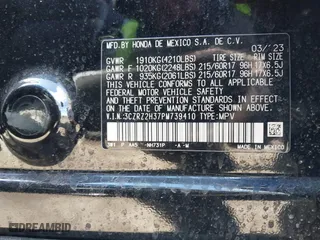 MFD. BY HONDA DE MEXICO S.A. DE C.V.
03/'23
GVWR 1910KG(4210LBS) TIRE SIZE RIM SIZE
GAWR F 1020KG(2248LBS) 215/60R17 96H 17X6.5J
GAWR R 935KG(2061LBS) 215/60R17 96H 17X6.5J
THIS VEHICLE CONFORMS TO ALL APPLICABLE
FEDERAL MOTOR VEHICLE SAFETY AND THEFT
PREVENTION STANDARDS IN EFFECT ON THE DATE
OF MANUFACTURE SHOWN ABOVE.
V.I.N:3CZRZ2H37PM739410 TYPE:MPV
NH731P -A -M
MADE IN MEXICO
DREAMBID